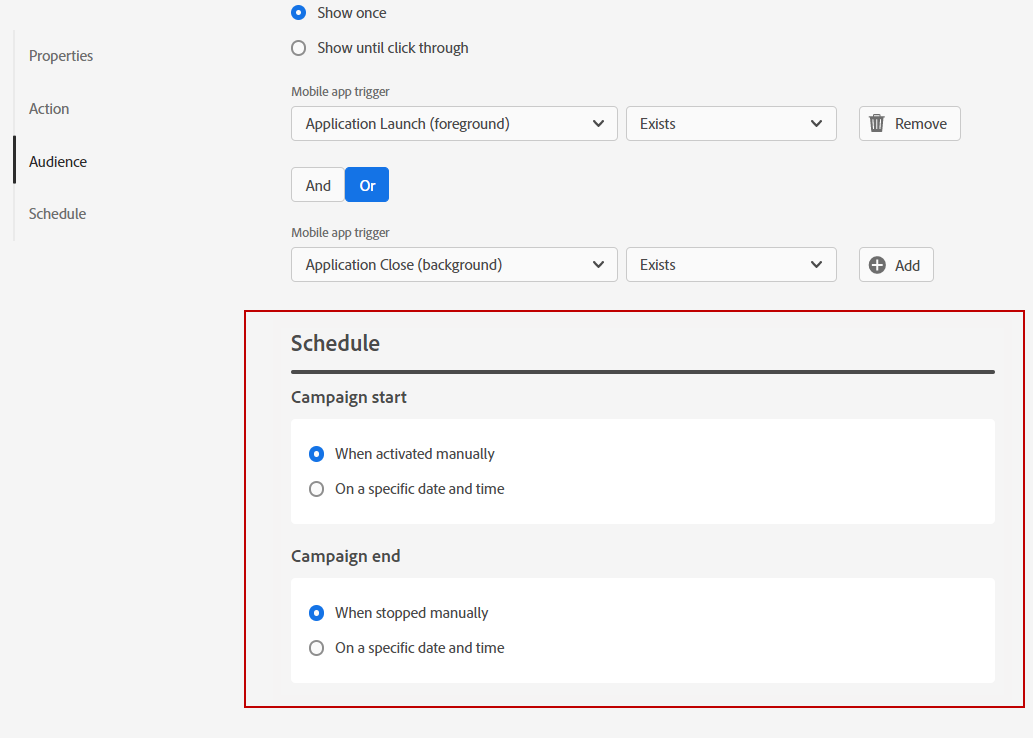 Show once
Show until click through
Properties
Action
Audience
Schedule
Mobile app trigger
Application Launch (foreground) Exists Remove
And Or
Mobile app trigger
Application Close (background) Exists Add
Schedule
Campaign start
When activated manually
On a specific date and time
Campaign end
When stopped manually
On a specific date and time